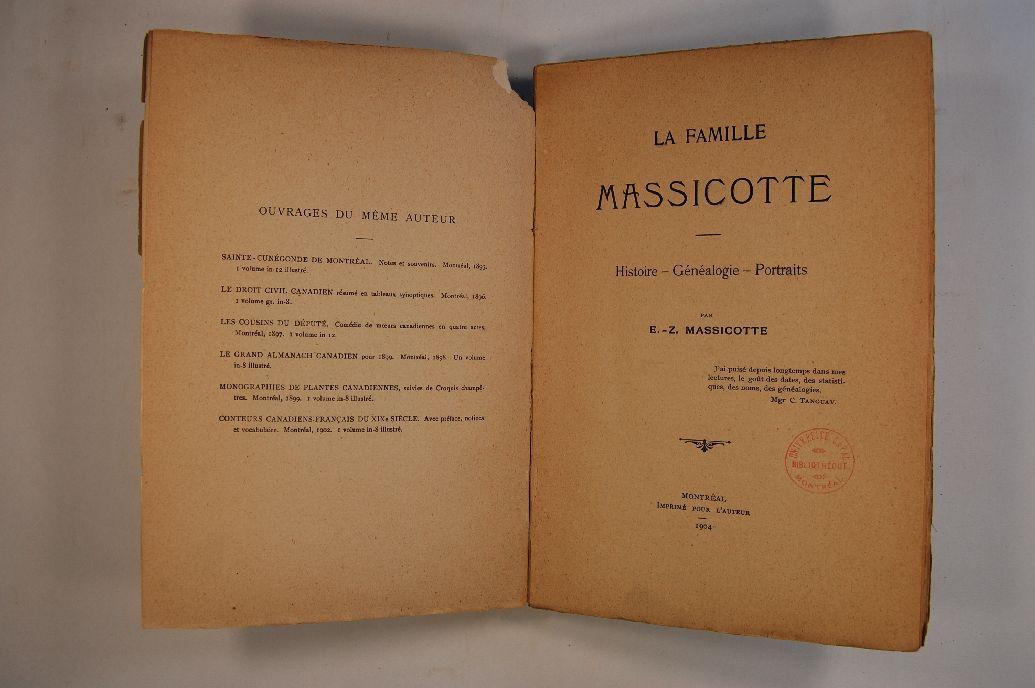 OUVRAGES DU MÊME AUTEUR
SAINTE-CUNÉGONDE DE MONTRÉAL. Notes et souvenirs. Montréal, 1893.
1 volume in-12 illustré.
LE DROIT CIVIL CANADIEN résumé en tableaux synoptiques. Montréal, 1896.
1 volume gr. in-8.
LES COUSINS DU DÉPUTÉ. Comédie de mœurs canadiennes en quatre actes.
Montréal, 1897. 1 volume in 12
LE GRAND ALMANACH CANADIEN pour 1899. Montréal, 1898. Un volume
in-8 illustré.
MONOGRAPHIES DE PLANTES CANADIENNES, suivies de Croquis champê-
tres. Montréal, 1899. 1 volume in-8 illustré.
CONTEURS CANADIENS-FRANÇAIS DU XIXe SIÈCLE. Avec préface, notices
et vocabulaire. Montréal, 1902. 1 volume in-8 illustré.
LA FAMILLE
MASSICOTTE
Histoire – Généalogie – Portraits
PAR
E.-Z. MASSICOTTE
J'ai puisé depuis longtemps dans mes
lectures, le goût des dates, des statisti-
ques, des noms, des généalogies.
Mgr C. TANGUAY.
BIBLIOTHÈQUE
MONTRÉAL
MONTRÉAL
IMPRIMÉ POUR L'AUTEUR
1904